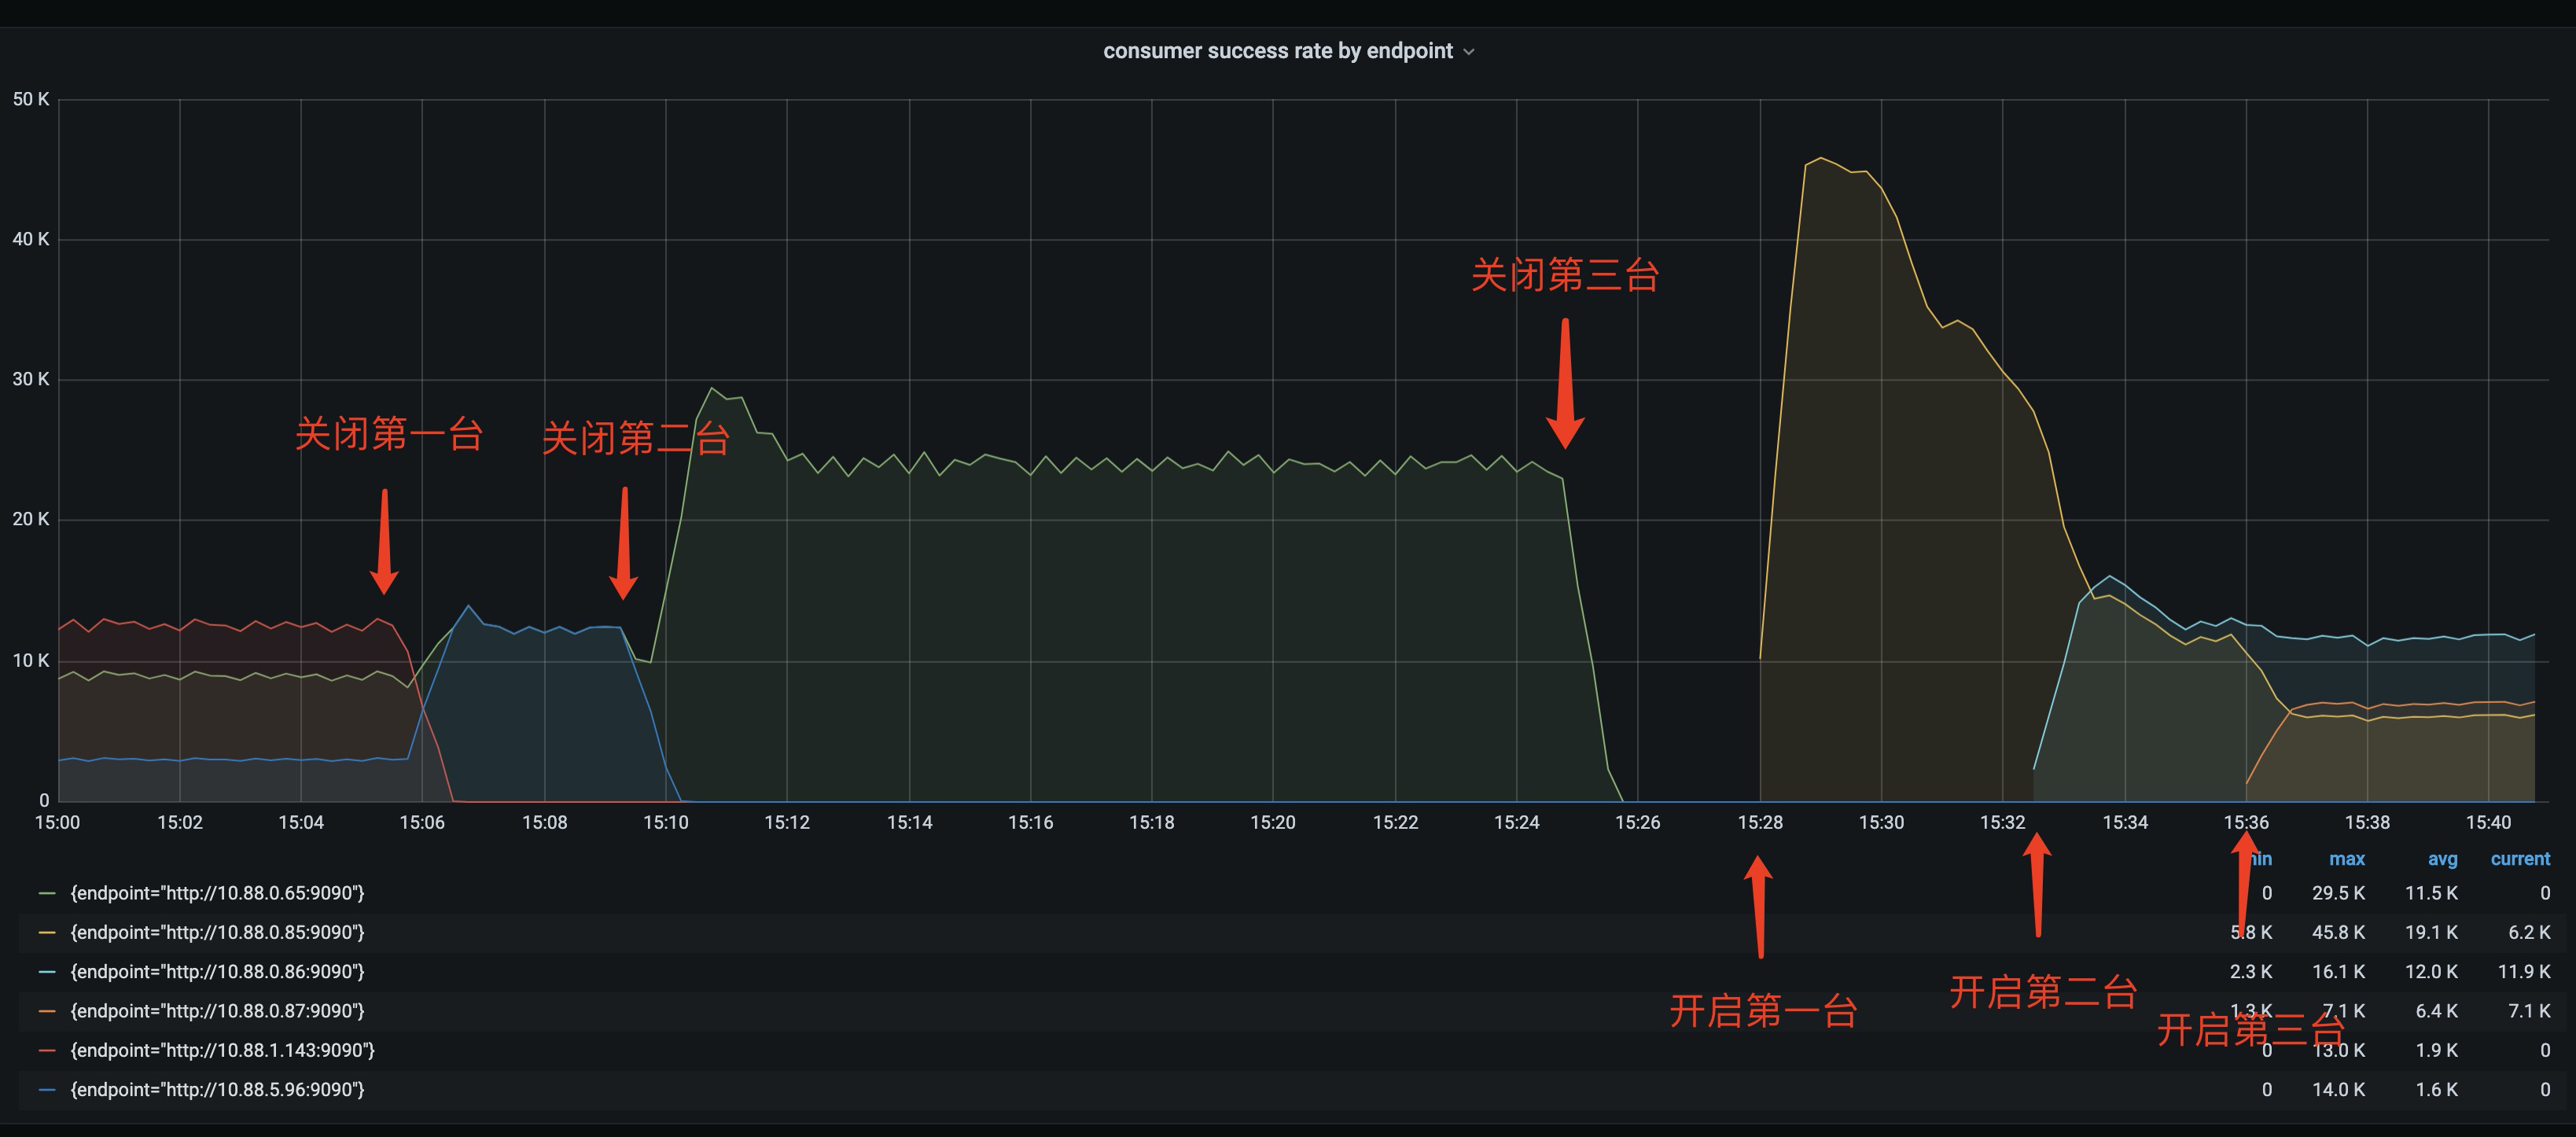 consumer success rate by endpoint
50 K
40 K
关闭第三台
30 K
关闭第一台 关闭第二台
20 K
10 K
0
15:00 15:02 15:04 15:06 15:08 15:10 15:12 15:14 15:16 15:18 15:20 15:22 15:24 15:26 15:28 15:30 15:32 15:34 15:36 15:38 15:40
min max avg current
{endpoint="http://10.88.0.65:9090"} 0 29.5 K 11.5 K 0
{endpoint="http://10.88.0.85:9090"} 5.8 K 45.8 K 19.1 K 6.2 K
{endpoint="http://10.88.0.86:9090"} 2.3 K 16.1 K 12.0 K 11.9 K
开启第一台 开启第二台
{endpoint="http://10.88.0.87:9090"} 1.3 K 7.1 K 6.4 K 7.1 K
开启第三台
{endpoint="http://10.88.1.143:9090"} 0 13.0 K 1.9 K 0
{endpoint="http://10.88.5.96:9090"} 0 14.0 K 1.6 K 0